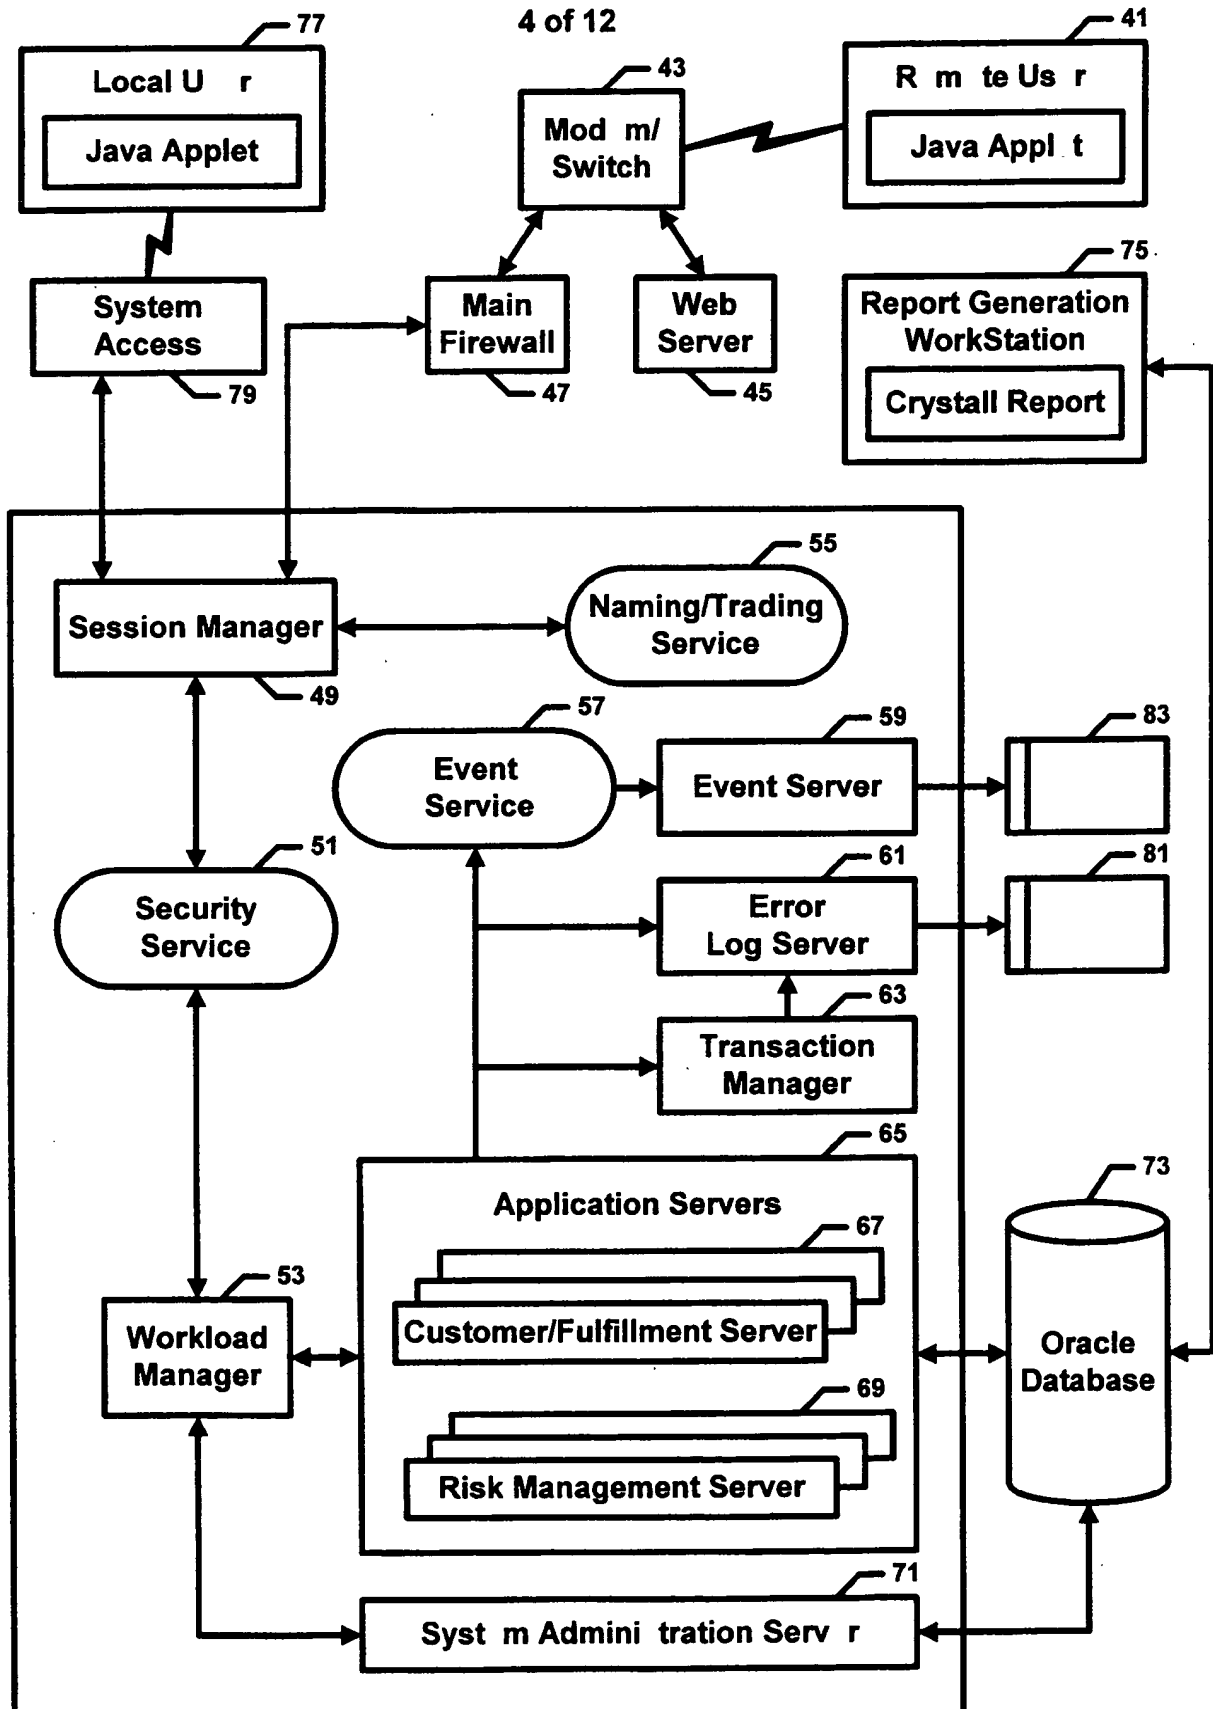 4 of 12
77
Local U r
Java Applet
43
Mod m/
Switch
41
R m te Us r
Java Appl t
System
Access
79
Main
Firewall
47
Web
Server
45
75
Report Generation
WorkStation
Crystall Report
55
Naming/Trading
Service
Session Manager
49
57
Event
Service
59
Event Server
83
51
Security
Service
61
Error
Log Server
81
63
Transaction
Manager
65
Application Servers
67
Customer/Fulfillment Server
69
Risk Management Server
53
Workload
Manager
73
Oracle
Database
71
Syst m Admini tration Serv r